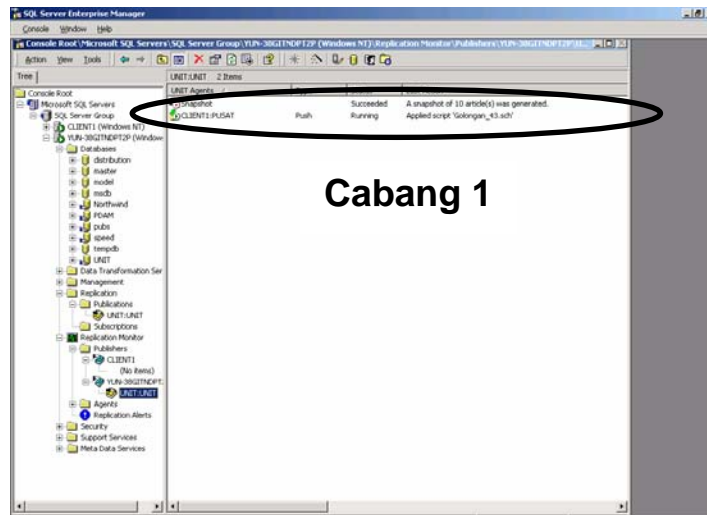 SQL Server Enterprise Manager
Console Window Help
Console Root\Microsoft SQL Servers\SQL Server Group\YUN-38GITNDPT2P (Windows NT)\Replication Monitor\Publishers\YUN-38GITNDPT2P\
Action View Tools
Tree
UNIT:UNIT 2 Items
Console Root
Microsoft SQL Servers
SQL Server Group
CLIENT1 (Windows NT)
YUN-38GITNDPT2P (Window
Databases
distribution
master
model
msdb
Northwind
PDAM
pubs
speed
tempdb
UNIT
Data Transformation Ser
Management
Replication
Publications
UNIT:UNIT
Subscriptions
Replication Monitor
Publishers
CLIENT1
(No items)
YUN-38GITNDPT
UNIT:UNIT
Agents
Replication Alerts
Security
Support Services
Meta Data Services
UNIT Agents
Snapshot Succeeded A snapshot of 10 article(s) was generated.
CLIENT1:PUSAT Push Running Applied script 'Golongan_43.sch'
Cabang 1